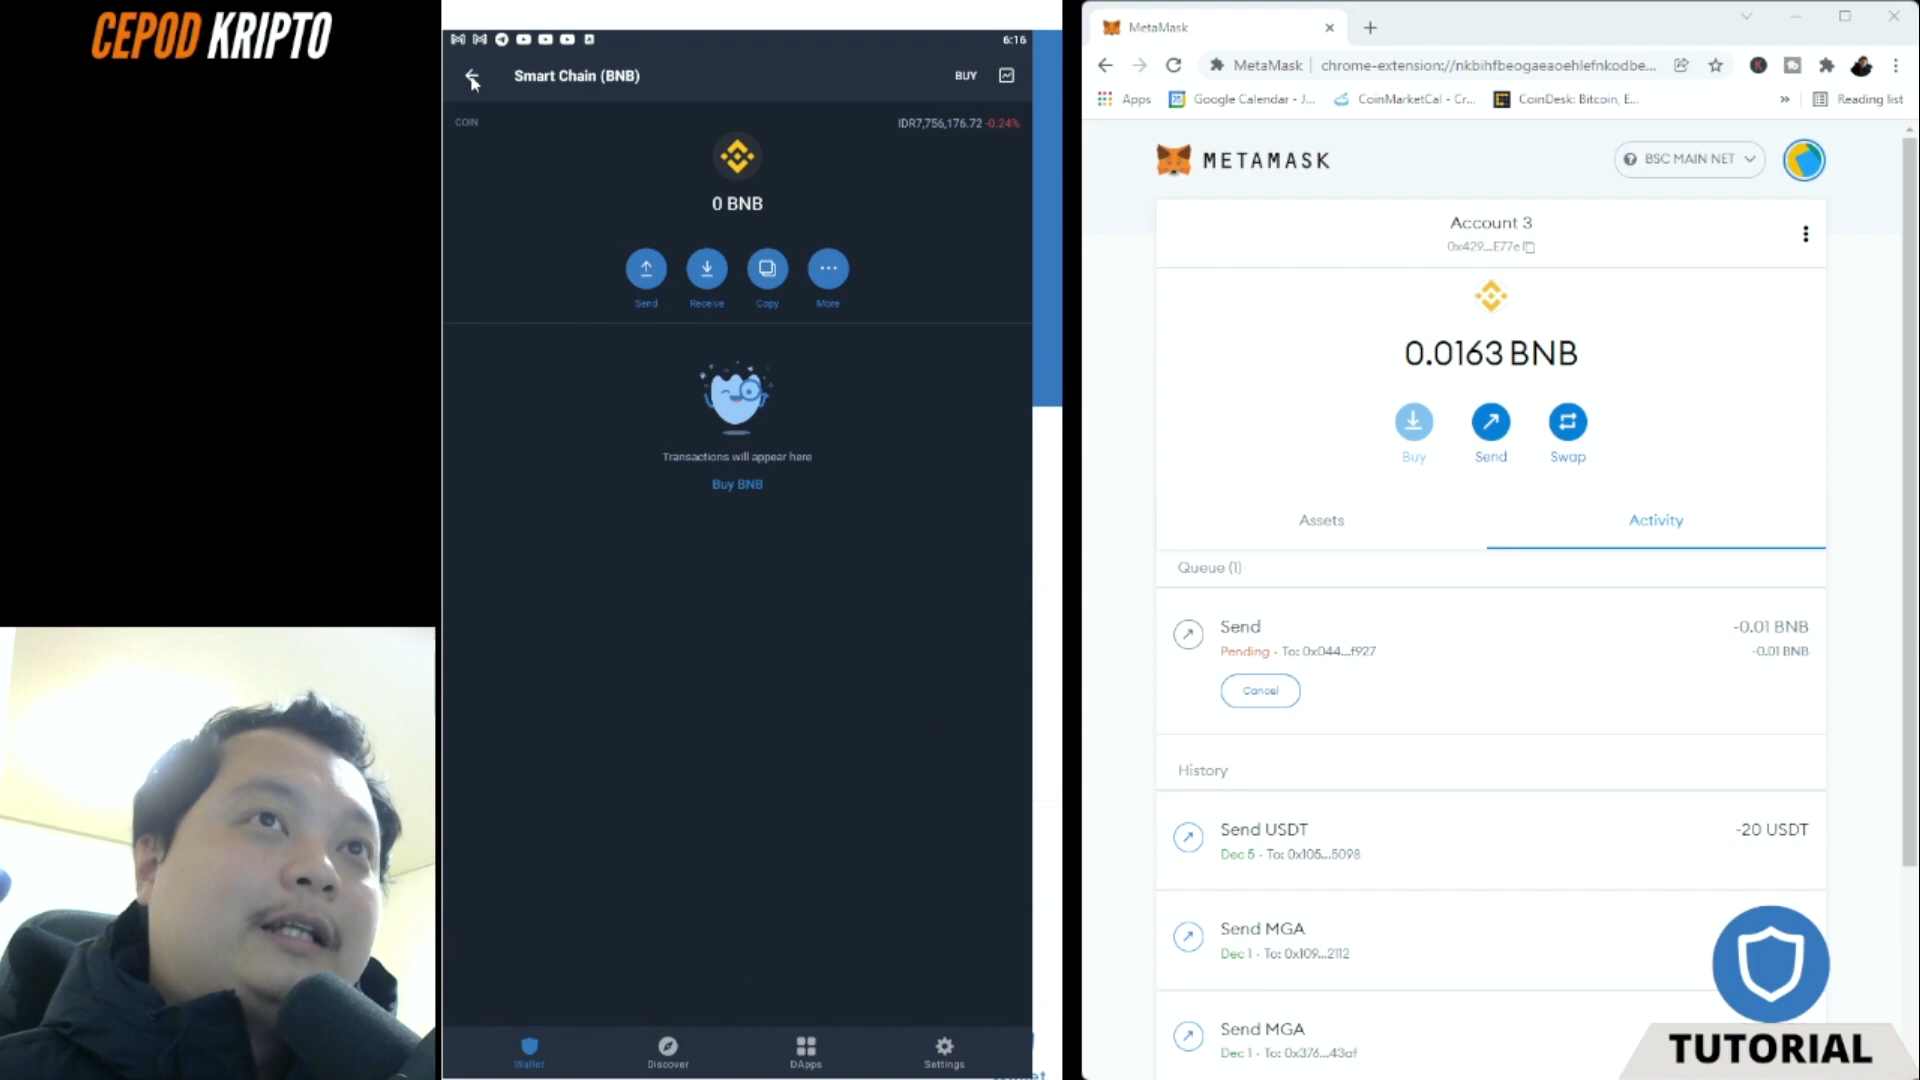 CEPOD KRIPTO
6:16
Smart Chain (BNB)
BUY
COIN
IDR7,756,176.72 -0.24%
0 BNB
Send
Receive
Copy
More
Transactions will appear here
Buy BNB
Wallet
Discover
DApps
Settings
MetaMask
MetaMask
chrome-extension://nkbihfbeogaeaoehlefnkodbe...
Apps
Google Calendar - J...
CoinMarketCal - Cr...
CoinDesk: Bitcoin, E...
»
Reading list
METAMASK
BSC MAIN NET
Account 3
0x429...E77e
0.0163 BNB
Buy
Send
Swap
Assets
Activity
Queue (1)
Send
-0.01 BNB
Pending · To: 0x044...f927
-0.01 BNB
Cancel
History
Send USDT
-20 USDT
Dec 5 · To: 0x105...5098
Send MGA
Dec 1 · To: 0x109...2112
Send MGA
Dec 1 · To: 0x376...43af
TUTORIAL